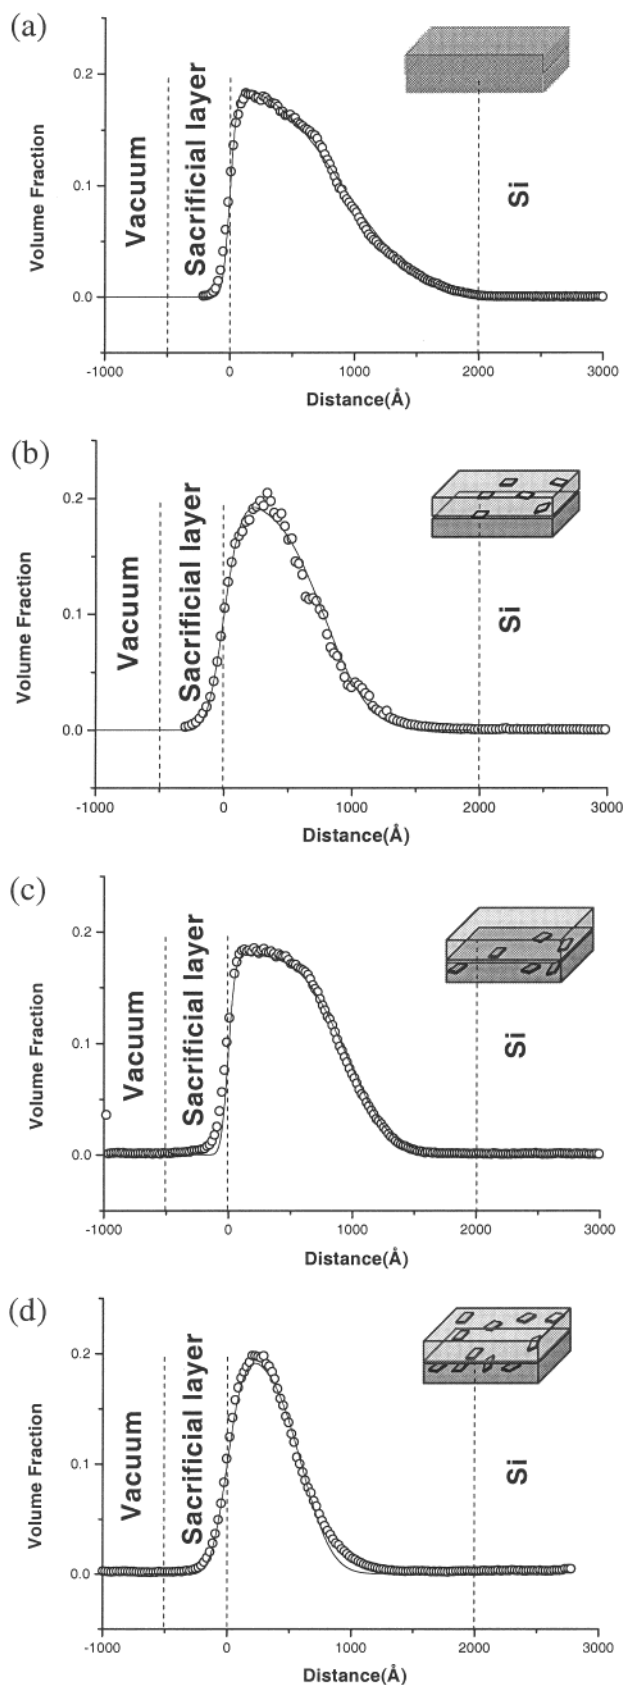 (a)
Volume Fraction
0.2
0.1
0.0
Vacuum
Sacrificial layer
Si
-1000
0
1000
2000
3000
Distance(Å)
(b)
Volume Fraction
0.2
0.1
0.0
Vacuum
Sacrificial layer
Si
-1000
0
1000
2000
3000
Distance(Å)
(c)
Volume Fraction
0.2
0.1
0.0
Vacuum
Sacrificial layer
Si
-1000
0
1000
2000
3000
Distance(Å)
(d)
Volume Fraction
0.2
0.1
0.0
Vacuum
Sacrificial layer
Si
-1000
0
1000
2000
3000
Distance(Å)